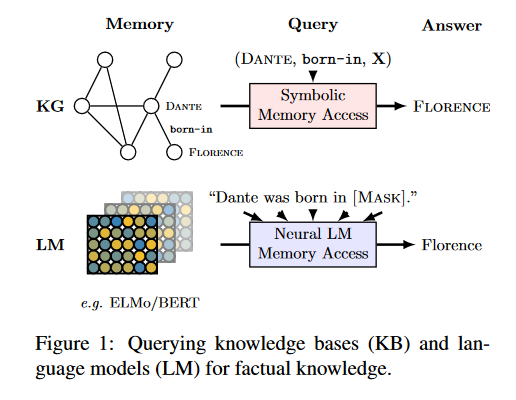 Memory Query Answer
(DANTE, born-in, X)
KG DANTE Symbolic Memory Access FLORENCE
born-in
FLORENCE
“Dante was born in [MASK].”
LM Neural LM Memory Access Florence
e.g. ELMo/BERT
Figure 1: Querying knowledge bases (KB) and lan-
guage models (LM) for factual knowledge.